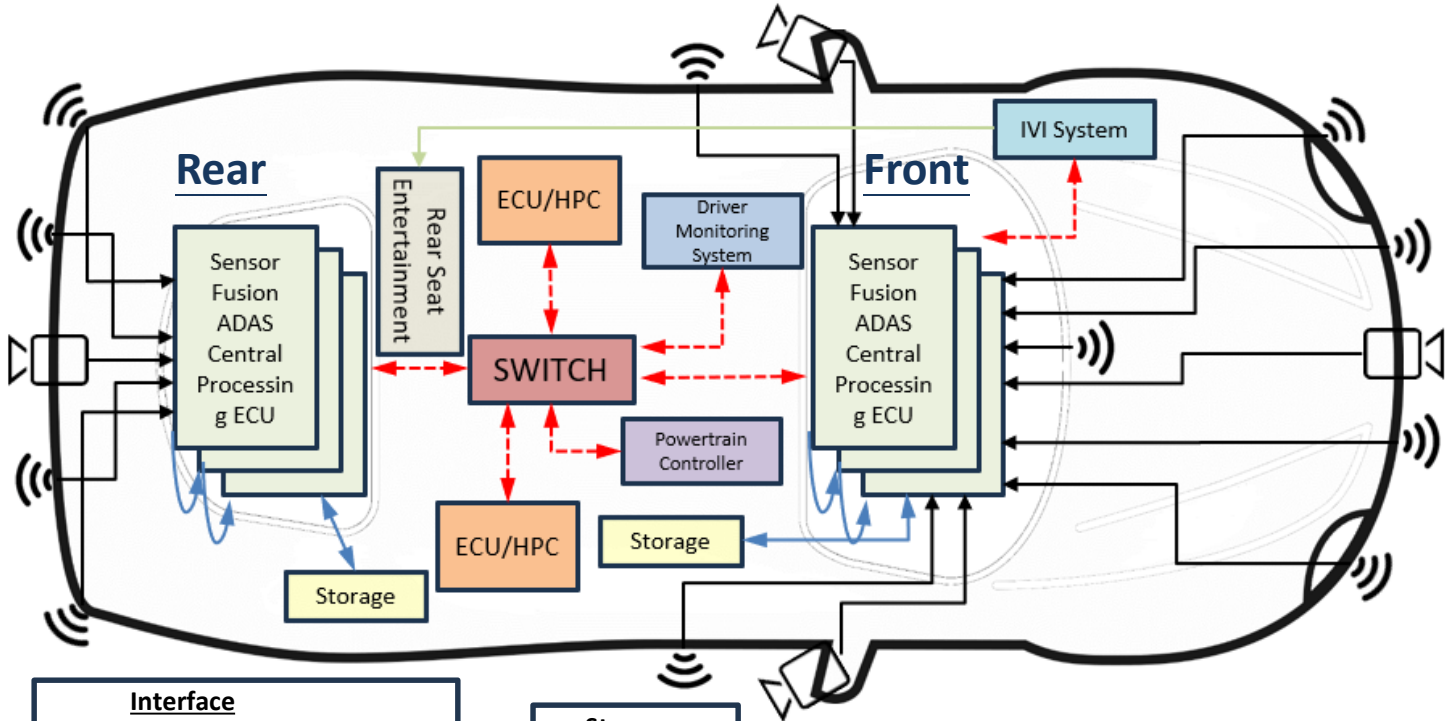 IVI System
Rear
Front
Rear Seat
Entertainment
ECU/HPC
Driver
Monitoring
System
Sensor
Fusion
ADAS
Central
Processin
g ECU
Sensor
Fusion
ADAS
Central
Processin
g ECU
SWITCH
Powertrain
Controller
ECU/HPC
Storage
Storage
Interface